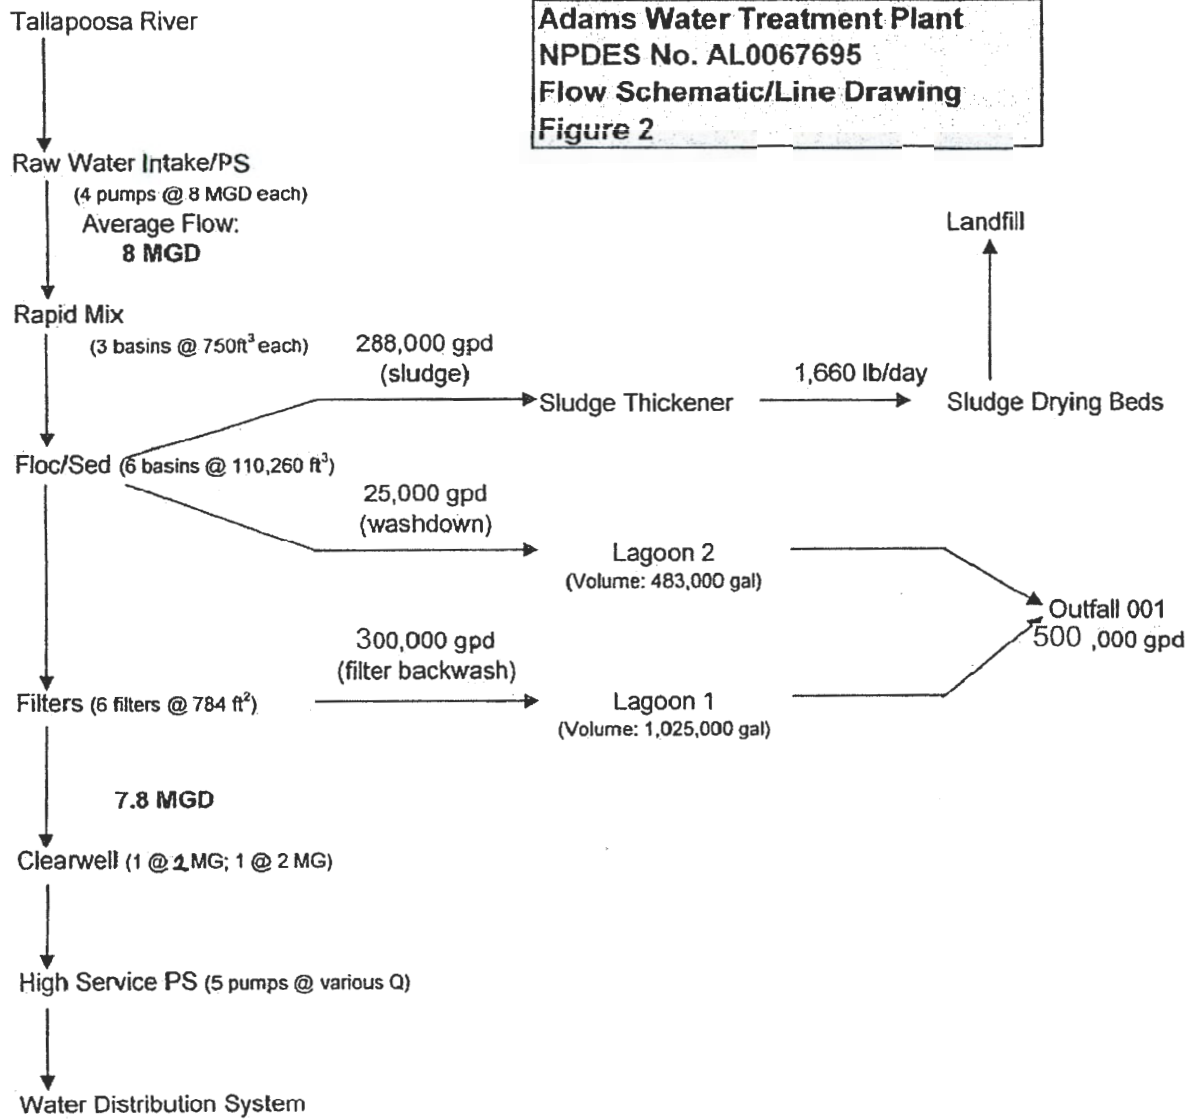 Tallapoosa River
Adams Water Treatment Plant
NPDES No. AL0067695
Flow Schematic/Line Drawing
Figure 2
Raw Water Intake/PS
(4 pumps @ 8 MGD each)
Average Flow:
8 MGD
Landfill
Rapid Mix
(3 basins @ 750ft³ each)
288,000 gpd
(sludge)
Sludge Thickener
1,660 lb/day
Sludge Drying Beds
Floc/Sed (6 basins @ 110,260 ft³)
25,000 gpd
(washdown)
Lagoon 2
(Volume: 483,000 gal)
Outfall 001
500 ,000 gpd
300,000 gpd
(filter backwash)
Filters (6 filters @ 784 ft²)
Lagoon 1
(Volume: 1,025,000 gal)
7.8 MGD
Clearwell (1 @ MG; 1 @ 2 MG)
High Service PS (5 pumps @ various Q)
Water Distribution System